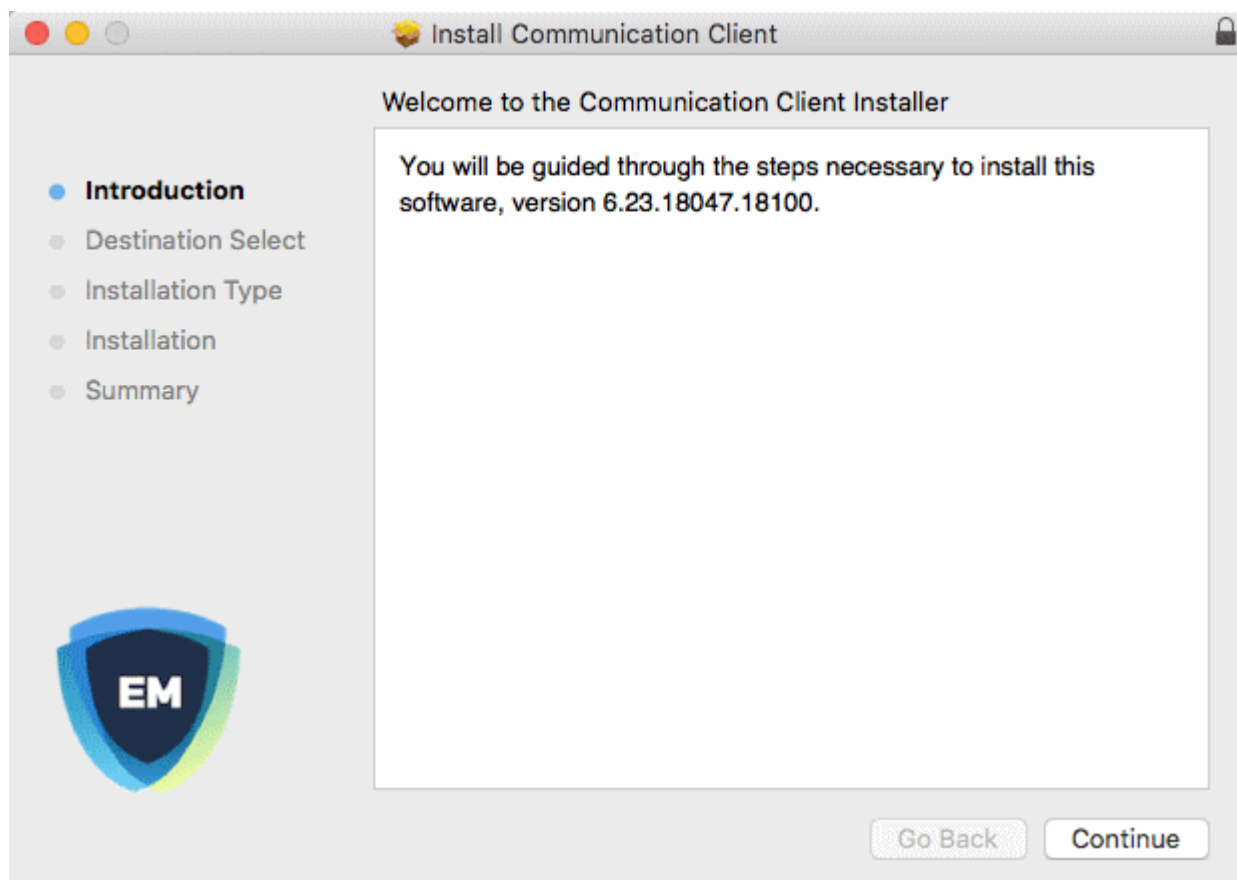 Install Communication Client
Welcome to the Communication Client Installer
You will be guided through the steps necessary to install this
software, version 6.23.18047.18100.
Introduction
Destination Select
Installation Type
Installation
Summary
EM
Go Back
Continue